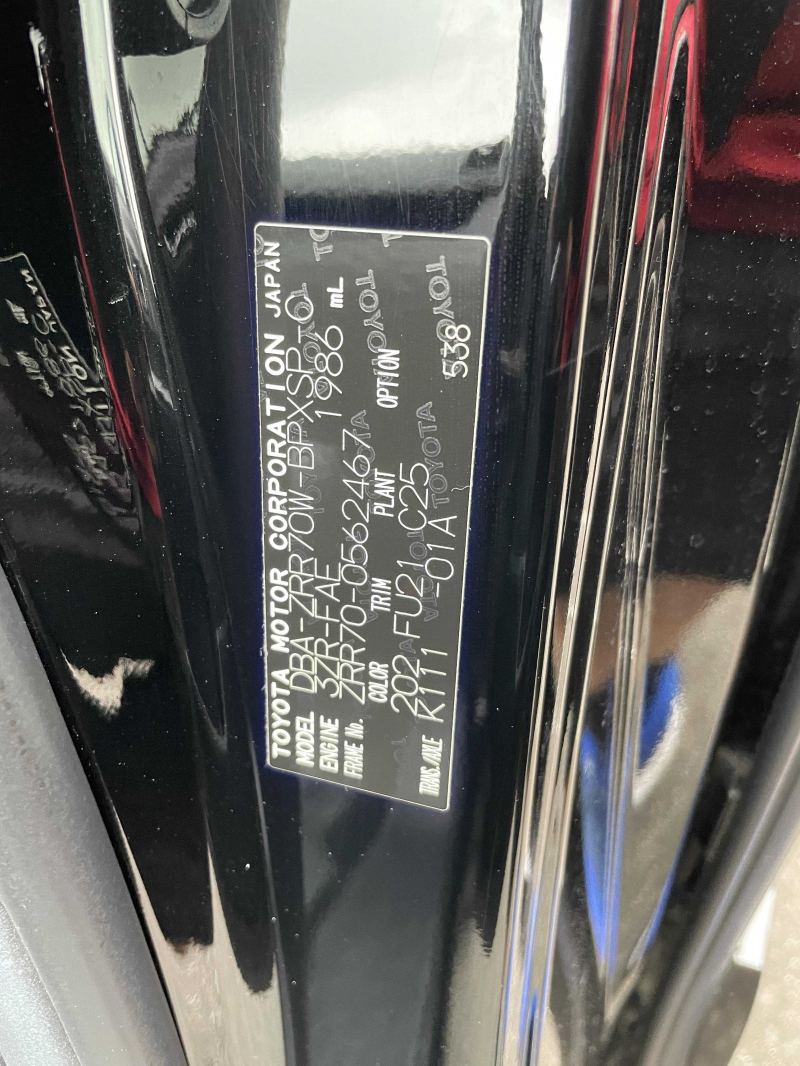 TOYOTA MOTOR CORPORATION JAPAN
MODEL DBA-ZRR70W-BPXSP-C
ENGINE 3ZR-FAE 1986 mL
FRAME No. ZRR70-0562467
COLOR TRIM PLANT OPTION
202 FU21 C25 538
TRANS./AXLE K111 -01A